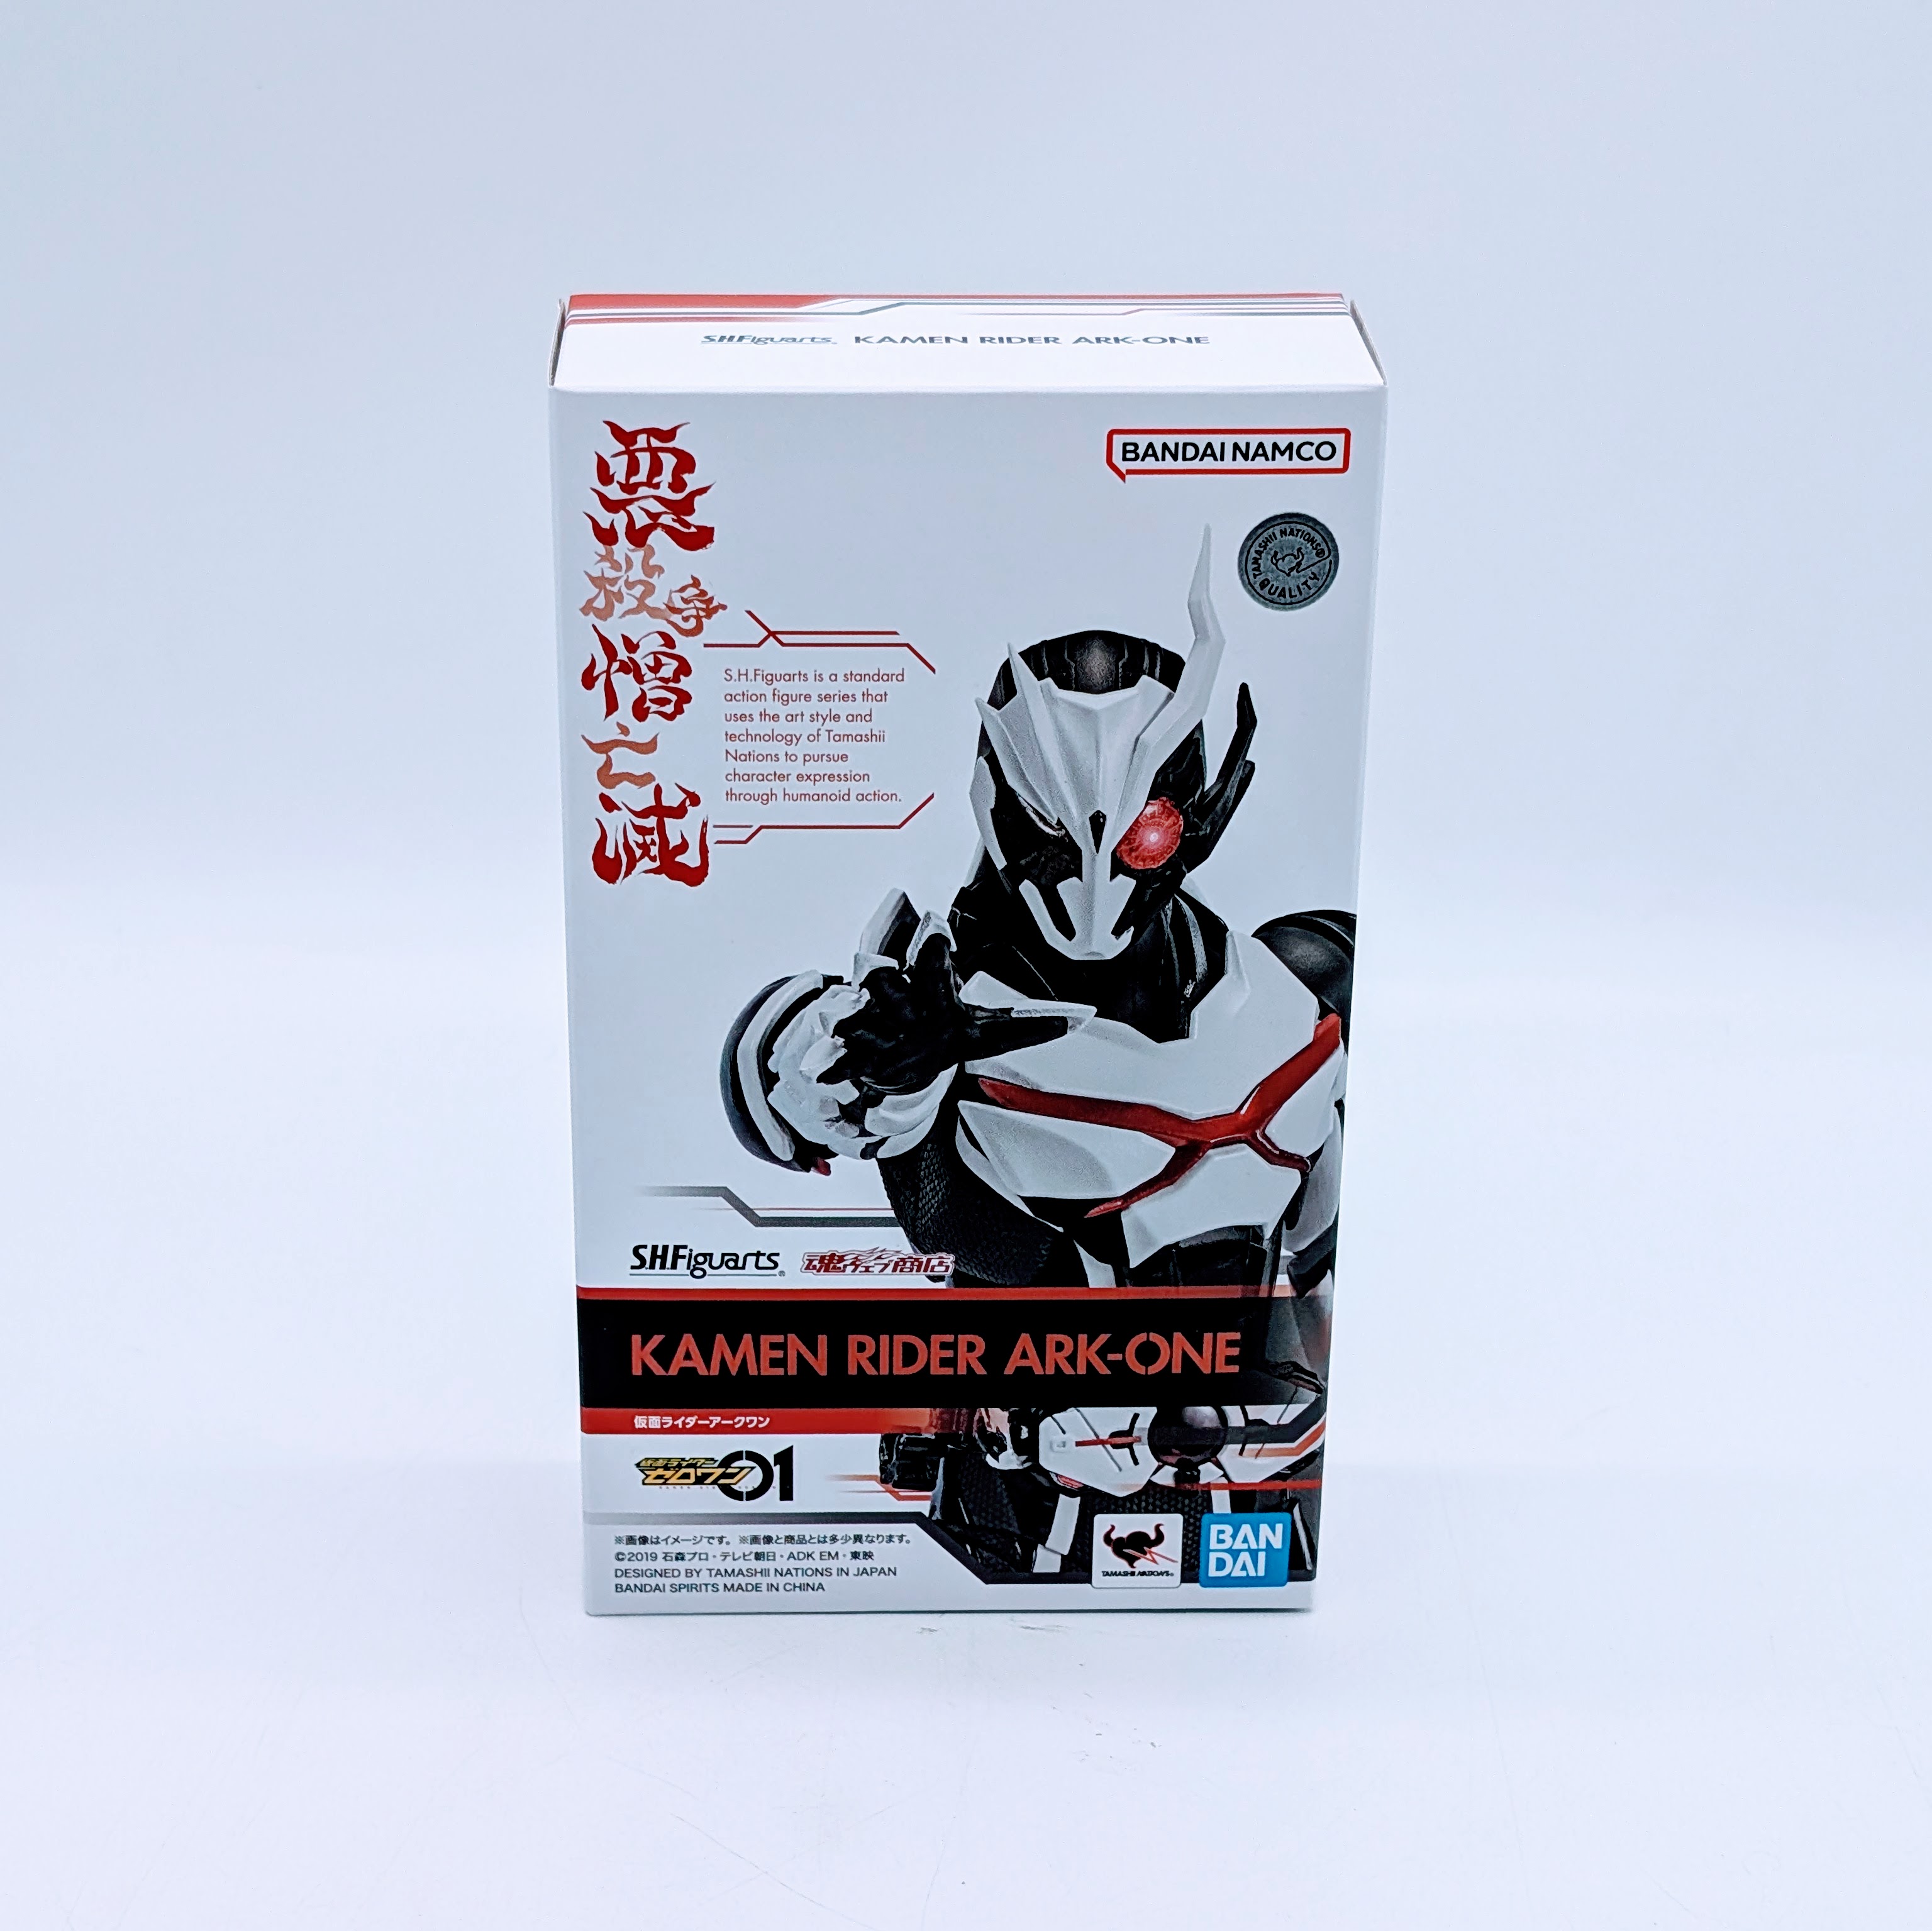 S.H.Figuarts KAMEN RIDER ARK-ONE
BANDAI NAMCO
TAMASHII NATIONS®
QUALITY
悪
殺争
憎
亡
滅
S.H.Figuarts is a standard
action figure series that
uses the art style and
technology of Tamashii
Nations to pursue
character expression
through humanoid action.
S.H.Figuarts® 魂ウェブ商店
KAMEN RIDER ARK-ONE
仮面ライダーアークワン
仮面ライダー
ゼロワン 01
※画像はイメージです。※画像と商品とは多少異なります。
©2019 石森プロ・テレビ朝日・ADK EM・東映
DESIGNED BY TAMASHII NATIONS IN JAPAN
BANDAI SPIRITS MADE IN CHINA
TAMASHII NATIONS®
BAN
DAI